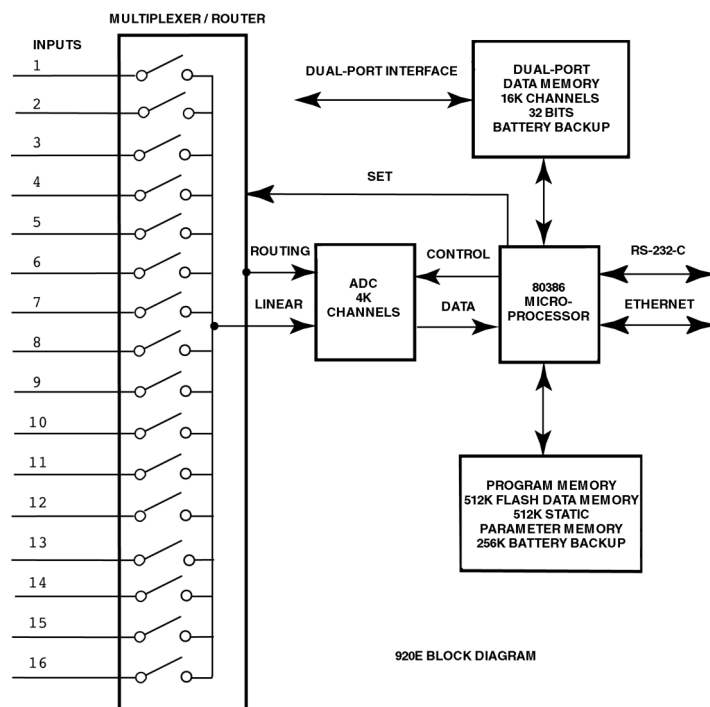 MULTIPLEXER / ROUTER
INPUTS
1
2
3
4
5
6
7
8
9
10
11
12
13
14
15
16
DUAL-PORT INTERFACE
DUAL-PORT
DATA MEMORY
16K CHANNELS
32 BITS
BATTERY BACKUP
SET
ROUTING
LINEAR
ADC
4K
CHANNELS
CONTROL
DATA
80386
MICRO-
PROCESSOR
RS-232-C
ETHERNET
PROGRAM MEMORY
512K FLASH DATA MEMORY
512K STATIC
PARAMETER MEMORY
256K BATTERY BACKUP
920E BLOCK DIAGRAM